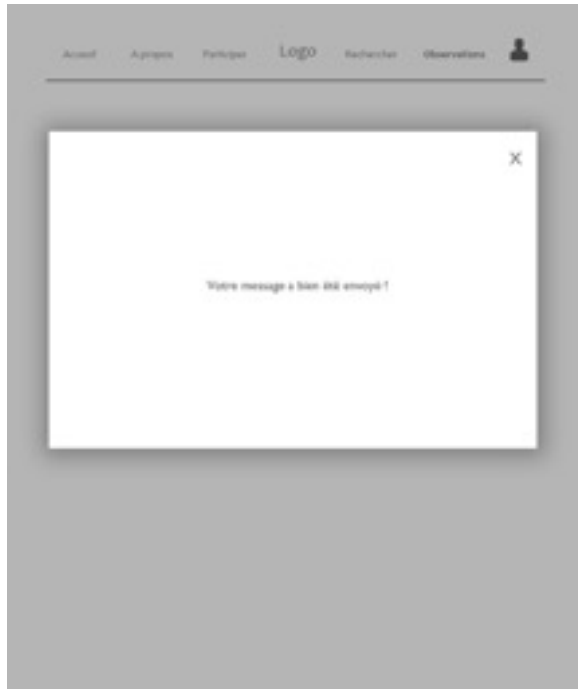 Accueil A propos Participer Logo Rechercher Observations
X
Votre message a bien été envoyé !